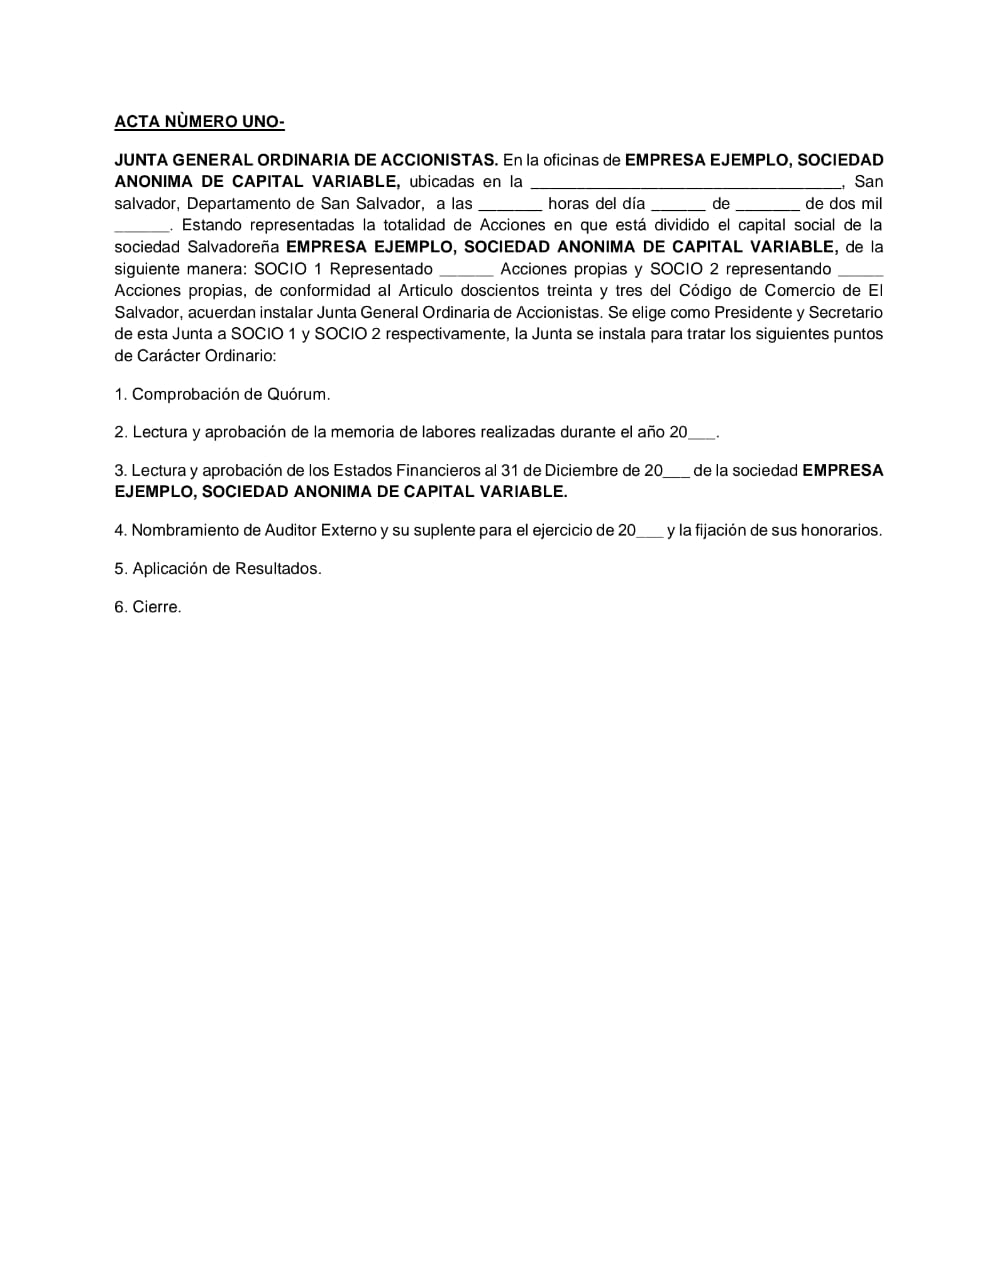 ACTA NÙMERO UNO-
JUNTA GENERAL ORDINARIA DE ACCIONISTAS. En la oficinas de EMPRESA EJEMPLO, SOCIEDAD
ANONIMA DE CAPITAL VARIABLE, ubicadas en la __________________________________, San
salvador, Departamento de San Salvador, a las _______ horas del día ______ de _______ de dos mil
______. Estando representadas la totalidad de Acciones en que está dividido el capital social de la
sociedad Salvadoreña EMPRESA EJEMPLO, SOCIEDAD ANONIMA DE CAPITAL VARIABLE, de la
siguiente manera: SOCIO 1 Representado ______ Acciones propias y SOCIO 2 representando _____
Acciones propias, de conformidad al Articulo doscientos treinta y tres del Código de Comercio de El
Salvador, acuerdan instalar Junta General Ordinaria de Accionistas. Se elige como Presidente y Secretario
de esta Junta a SOCIO 1 y SOCIO 2 respectivamente, la Junta se instala para tratar los siguientes puntos
de Carácter Ordinario:
1. Comprobación de Quórum.
2. Lectura y aprobación de la memoria de labores realizadas durante el año 20___.
3. Lectura y aprobación de los Estados Financieros al 31 de Diciembre de 20___ de la sociedad EMPRESA
EJEMPLO, SOCIEDAD ANONIMA DE CAPITAL VARIABLE.
4. Nombramiento de Auditor Externo y su suplente para el ejercicio de 20___ y la fijación de sus honorarios.
5. Aplicación de Resultados.
6. Cierre.